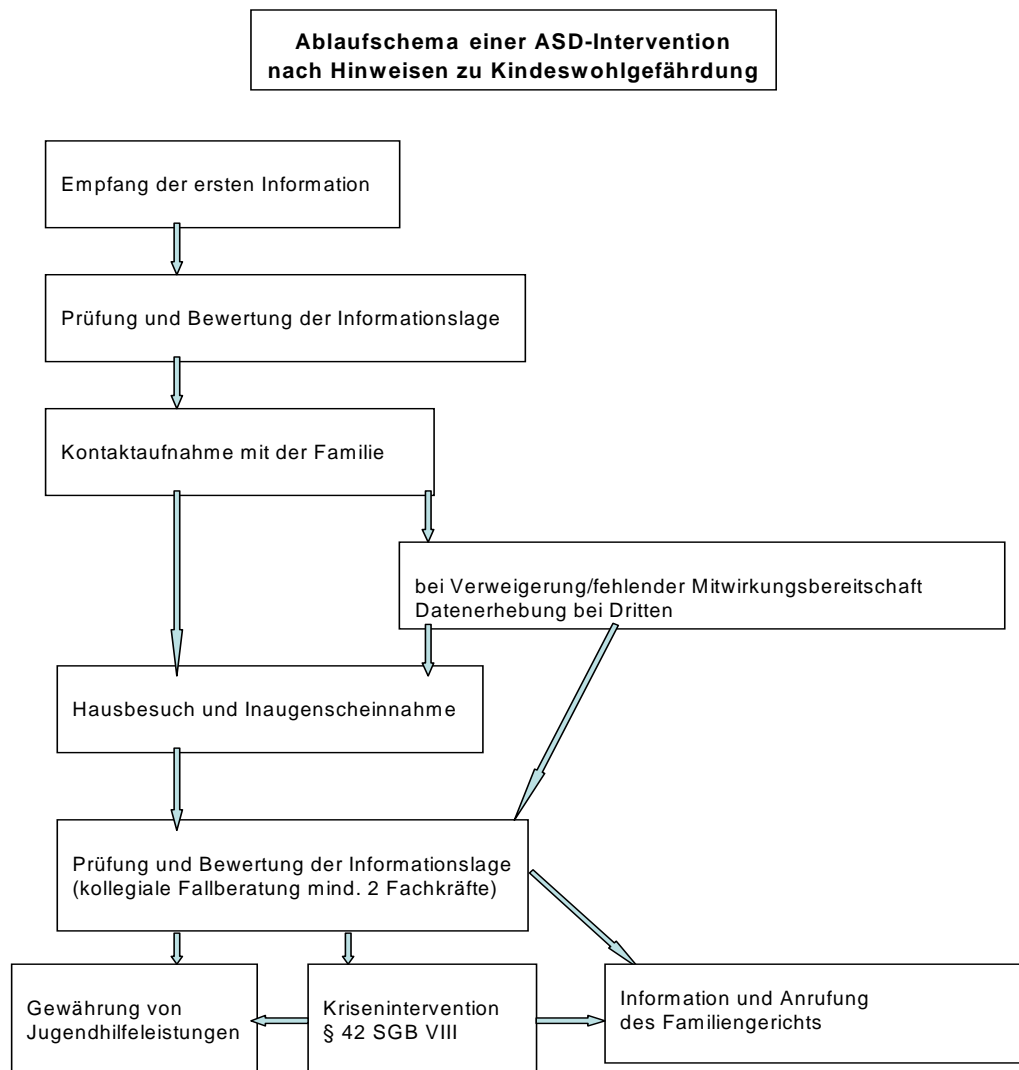 Ablaufschema einer ASD-Intervention
nach Hinweisen zu Kindeswohlgefährdung
Empfang der ersten Information
Prüfung und Bewertung der Informationslage
Kontaktaufnahme mit der Familie
bei Verweigerung/fehlender Mitwirkungsbereitschaft
Datenerhebung bei Dritten
Hausbesuch und Inaugenscheinnahme
Prüfung und Bewertung der Informationslage
(kollegiale Fallberatung mind. 2 Fachkräfte)
Gewährung von
Jugendhilfeleistungen
Krisenintervention
§ 42 SGB VIII
Information und Anrufung
des Familiengerichts